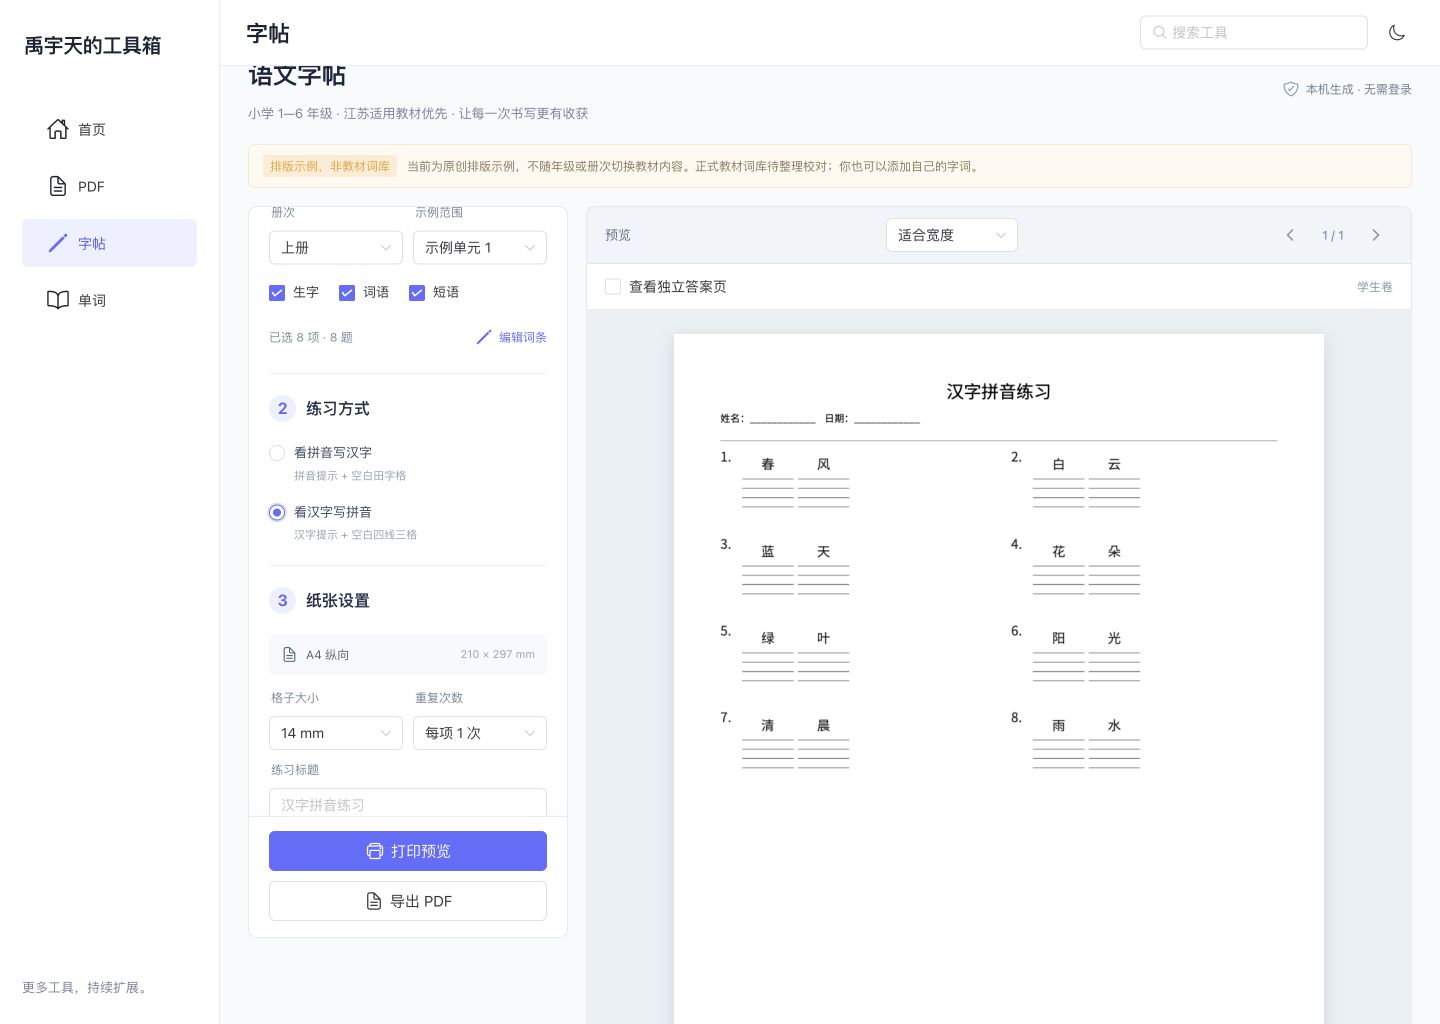 禹宇天的工具箱
首页
PDF
字帖
单词
更多工具，持续扩展。
字帖
搜索工具
语文字帖
小学 1—6 年级 · 江苏适用教材优先 · 让每一次书写更有收获
本机生成 · 无需登录
排版示例，非教材词库 当前为原创排版示例，不随年级或册次切换教材内容。正式教材词库待整理校对；你也可以添加自己的字词。
册次 示例范围
上册 示例单元 1
生字 词语 短语
已选 8 项 · 8 题 编辑词条
2 练习方式
看拼音写汉字
拼音提示 + 空白田字格
看汉字写拼音
汉字提示 + 空白四线三格
3 纸张设置
A4 纵向 210 × 297 mm
格子大小 重复次数
14 mm 每项 1 次
练习标题
汉字拼音练习
打印预览
导出 PDF
预览 适合宽度 1 / 1
查看独立答案页 学生卷
汉字拼音练习
姓名：____________ 日期：____________
1. 春 风 2. 白 云
3. 蓝 天 4. 花 朵
5. 绿 叶 6. 阳 光
7. 清 晨 8. 雨 水